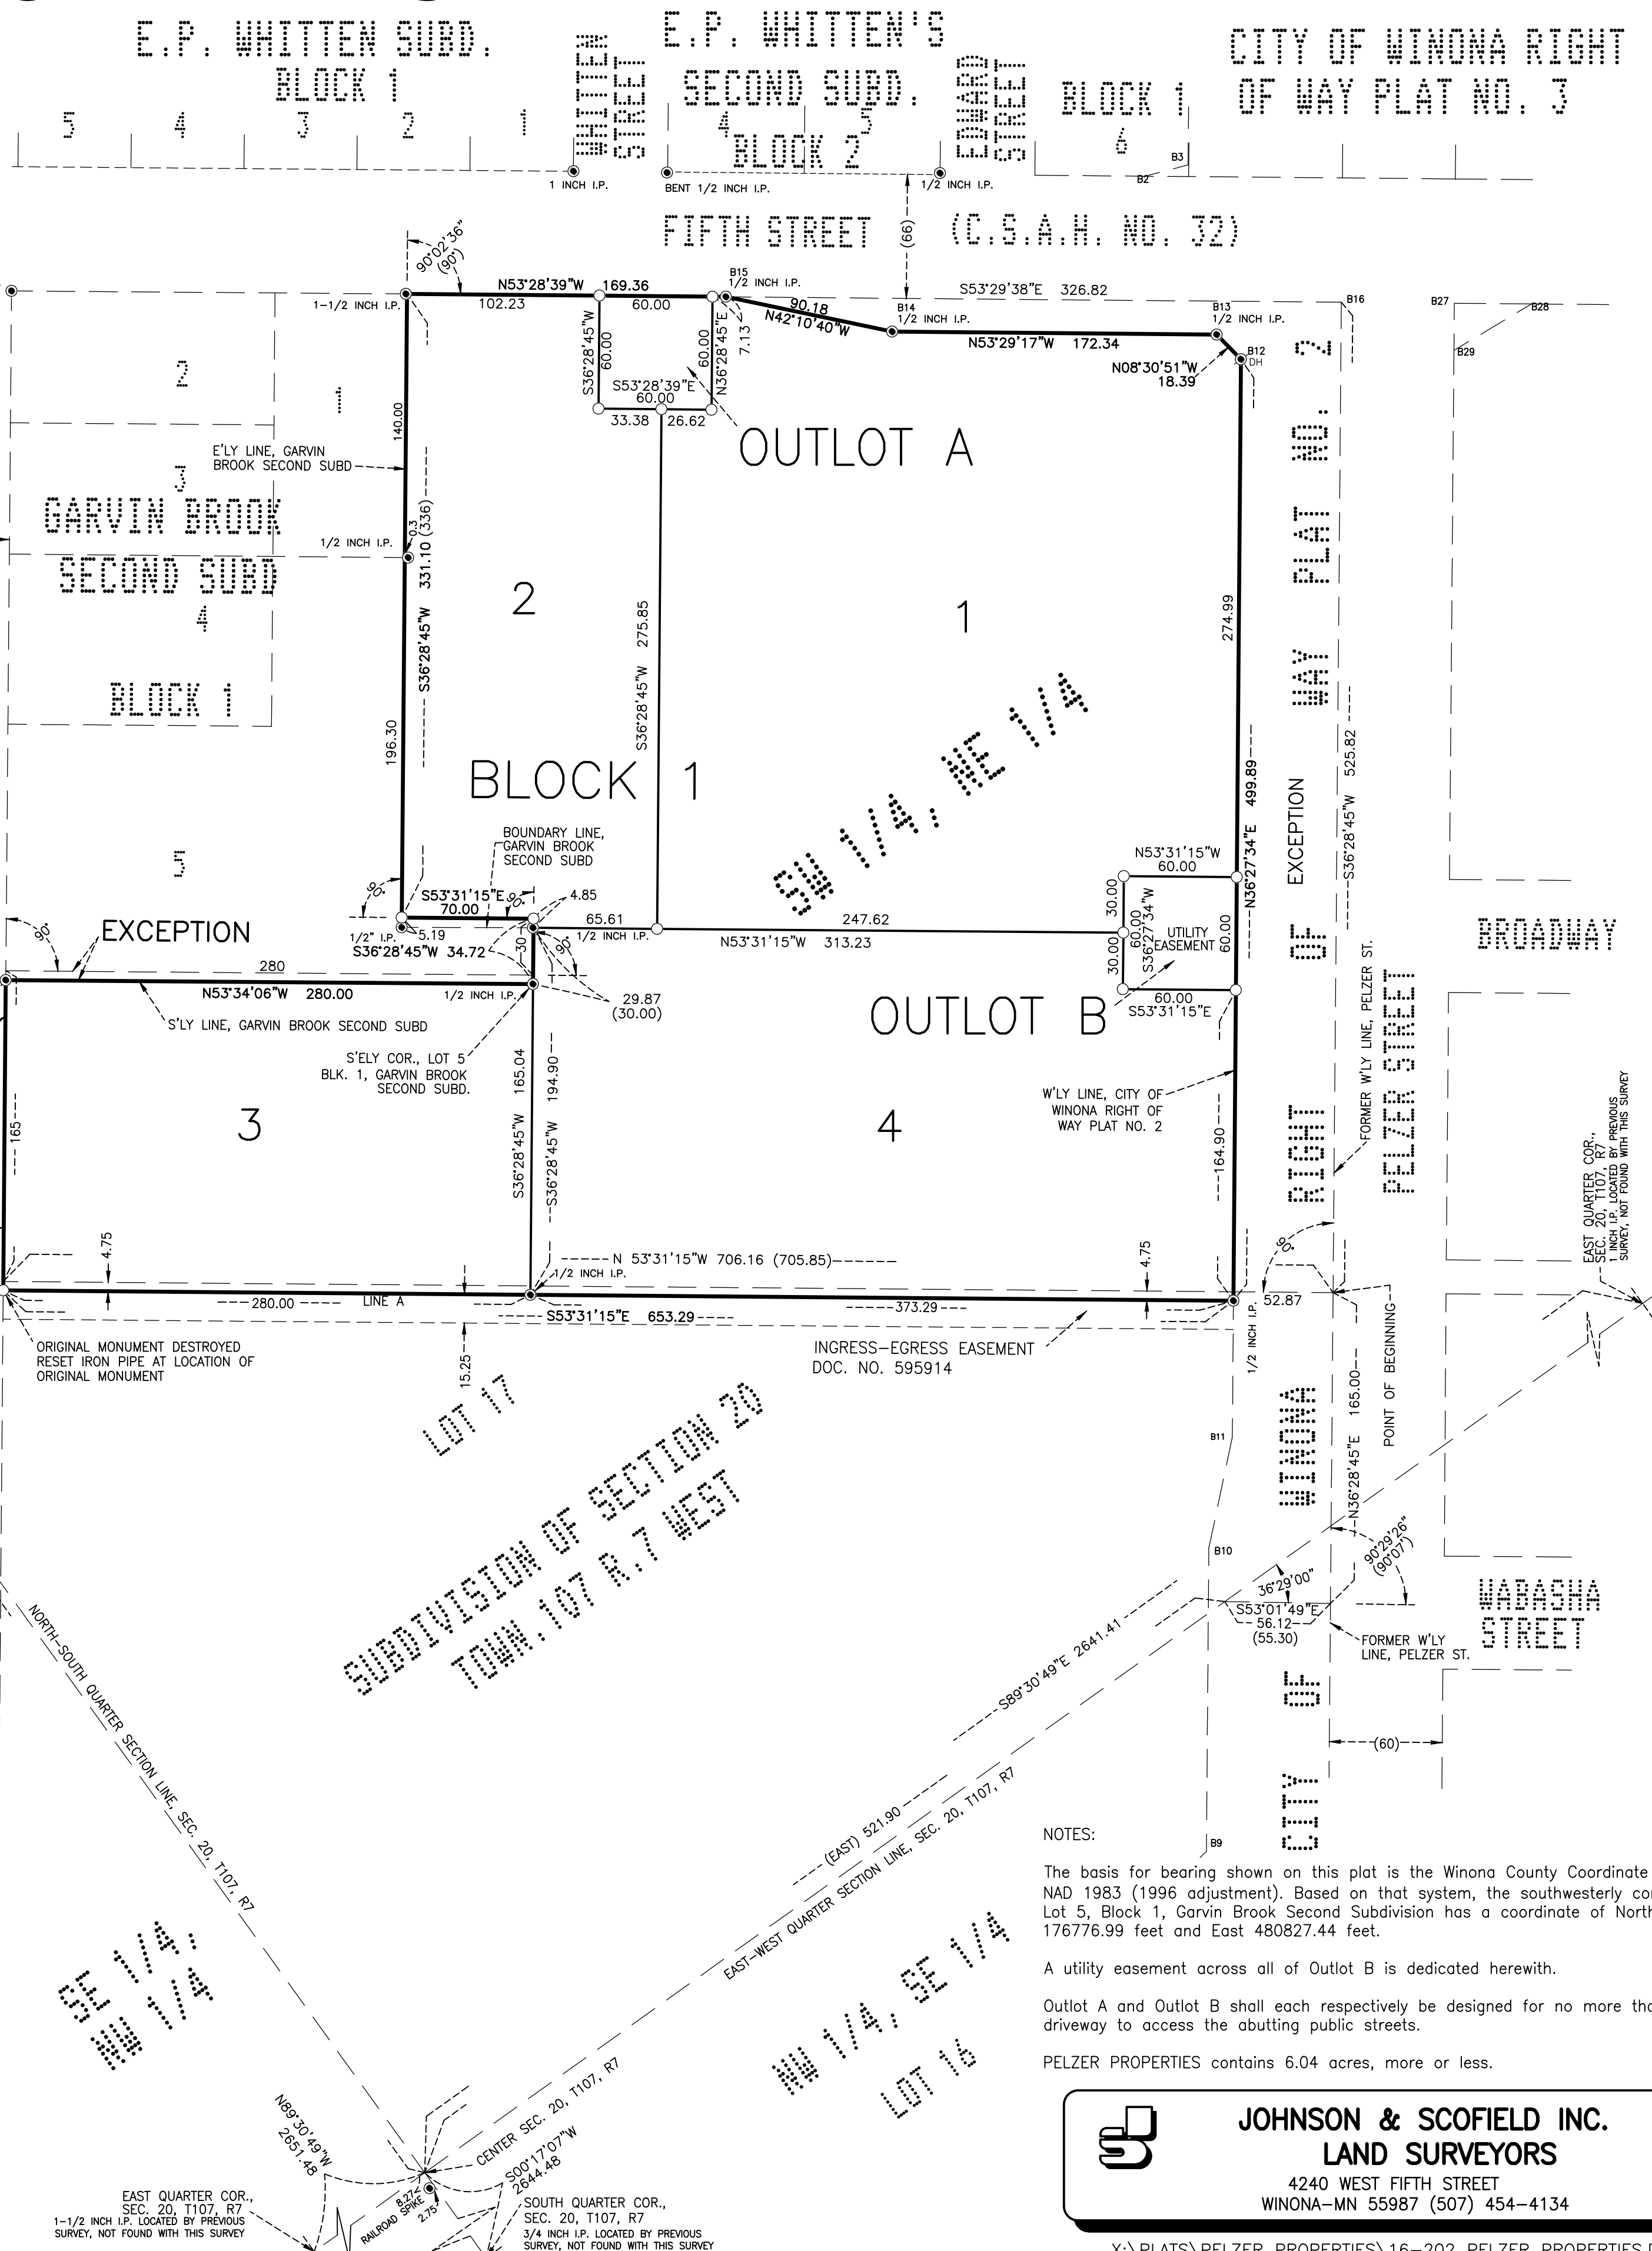 E.P. WHITTEN SUBD.
BLOCK 1
5 4 3 2 1
WHITTEN
STREET
E.P. WHITTEN'S
SECOND SUBD.
4 5
BLOCK 2
EDWARD
STREET
BLOCK 1
6
B3
B2
CITY OF WINONA RIGHT
OF WAY PLAT NO. 3
1 INCH I.P.
BENT 1/2 INCH I.P.
1/2 INCH I.P.
FIFTH STREET (C.S.A.H. NO. 32)
(66)
90°02'36"
(90°)
1-1/2 INCH I.P.
N53°28'39"W 169.36
102.23
60.00
B15
1/2 INCH I.P.
90.18
N42°10'40"W
S53°29'38"E 326.82
B14
1/2 INCH I.P.
N53°29'17"W 172.34
B13
1/2 INCH I.P.
B16
B27
B28
B29
N08°30'51"W
18.39
B12
DH
S36°28'45"W
60.00
S53°28'39"E
60.00
33.38
26.62
60.00
N36°28'45"E
7.13
OUTLOT A
2
1
3
4
5
GARVIN BROOK
SECOND SUBD
BLOCK 1
E'LY LINE, GARVIN
BROOK SECOND SUBD
140.00
1/2 INCH I.P.
0.3
S36°28'45"W 331.10 (336)
196.30
2
S36°28'45"W 275.85
1
274.99
BLOCK 1
SW 1/4, NE 1/4
BOUNDARY LINE,
GARVIN BROOK
SECOND SUBD
90°
S53°31'15"E
70.00
90°
4.85
1/2" I.P.
5.19
S36°28'45"W 34.72
30
90°
1/2 INCH I.P.
65.61
247.62
N53°31'15"W 313.23
N53°31'15"W
60.00
30.00
30.00
60.00
S36°27'34"W
UTILITY
EASEMENT
60.00
60.00
S53°31'15"E
N36°27'34"E 499.89
S36°28'45"W 525.82
CITY OF WINONA RIGHT OF WAY PLAT NO. 2
EXCEPTION
BROADWAY
PELZER STREET
FORMER W'LY LINE, PELZER ST.
90°
EXCEPTION
280
N53°34'06"W 280.00
1/2 INCH I.P.
29.87
(30.00)
S'LY LINE, GARVIN BROOK SECOND SUBD
S'ELY COR., LOT 5
BLK. 1, GARVIN BROOK
SECOND SUBD.
OUTLOT B
W'LY LINE, CITY OF
WINONA RIGHT OF
WAY PLAT NO. 2
165
3
S36°28'45"W 165.04
S36°28'45"W 194.90
4
164.90
EAST QUARTER COR.,
SEC. 20, T107, R7
1 INCH I.P. LOCATED BY PREVIOUS
SURVEY, NOT FOUND WITH THIS SURVEY
4.75
N 53°31'15"W 706.16 (705.85)
1/2 INCH I.P.
4.75
90°
280.00
LINE A
S53°31'15"E 653.29
373.29
52.87
1/2 INCH I.P.
ORIGINAL MONUMENT DESTROYED
RESET IRON PIPE AT LOCATION OF
ORIGINAL MONUMENT
15.25
INGRESS-EGRESS EASEMENT
DOC. NO. 595914
LOT 17
SUBDIVISION OF SECTION 20
TOWN.107 R.7 WEST
B11
B10
N36°28'45"E 165.00
POINT OF BEGINNING
90°29'26"
(90°07')
36°29'00"
S53°01'49"E
56.12
(55.30)
FORMER W'LY
LINE, PELZER ST.
WABASHA
STREET
(60)
B9
NORTH-SOUTH QUARTER SECTION LINE, SEC. 20, T107, R7
S89°30'49"E 2641.41
(EAST) 521.90
EAST-WEST QUARTER SECTION LINE, SEC. 20, T107, R7
SE 1/4,
NW 1/4
NW 1/4, SE 1/4
LOT 16
N89°30'49"W
2651.48
CENTER SEC. 20, T107, R7
S00°17'07"W
2644.48
8.27
RAILROAD SPIKE
2.75
EAST QUARTER COR.,
SEC. 20, T107, R7
1-1/2 INCH I.P. LOCATED BY PREVIOUS
SURVEY, NOT FOUND WITH THIS SURVEY
SOUTH QUARTER COR.,
SEC. 20, T107, R7
3/4 INCH I.P. LOCATED BY PREVIOUS
SURVEY, NOT FOUND WITH THIS SURVEY
NOTES:
The basis for bearing shown on this plat is the Winona County Coordinate
NAD 1983 (1996 adjustment). Based on that system, the southwesterly co
Lot 5, Block 1, Garvin Brook Second Subdivision has a coordinate of North
176776.99 feet and East 480827.44 feet.
A utility easement across all of Outlot B is dedicated herewith.
Outlot A and Outlot B shall each respectively be designed for no more tha
driveway to access the abutting public streets.
PELZER PROPERTIES contains 6.04 acres, more or less.
JOHNSON & SCOFIELD INC.
LAND SURVEYORS
4240 WEST FIFTH STREET
WINONA-MN 55987 (507) 454-4134
X:\PLATS\PELZER PROPERTIES\16-202 PELZER PROPERTIES